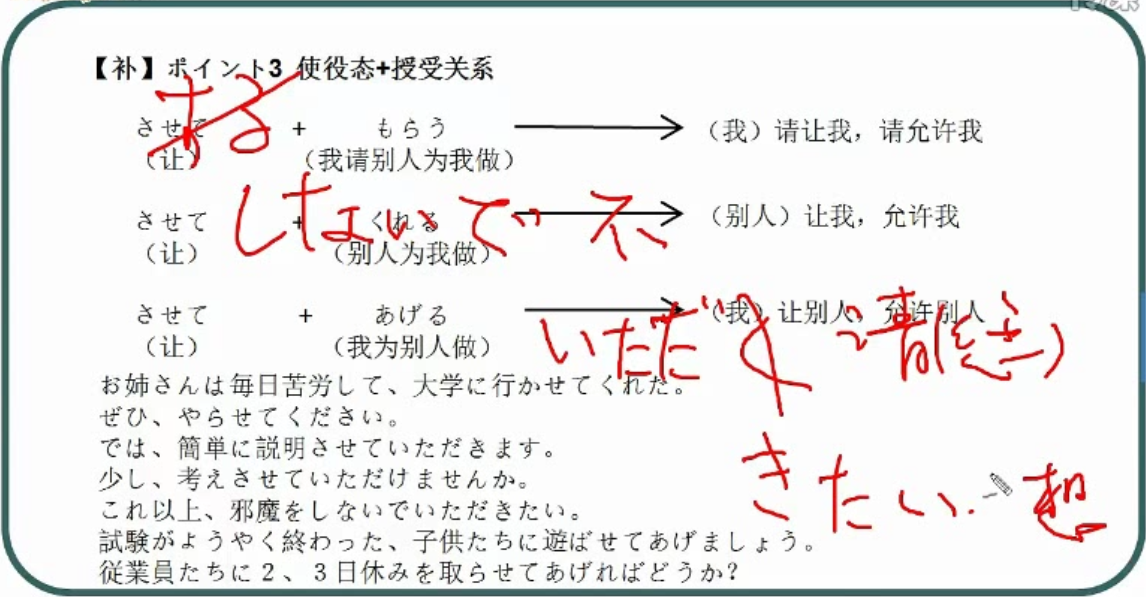 【补】ポイント3 使役态+授受关系
させて + もらう （我）请让我，请允许我
（让） （我请别人为我做）
させて + くれる （别人）让我，允许我
（让） （别人为我做）
しないで 不
させて + あげる （我）让别人，允许别人
（让） （我为别人做）
いただく 请(您)
お姉さんは毎日苦労して、大学に行かせてくれた。
ぜひ、やらせてください。
では、簡単に説明させていただきます。
少し、考えさせていただけませんか。
きたい. 想
これ以上、邪魔をしないでいただきたい。
試験がようやく終わった、子供たちに遊ばせてあげましょう。
従業員たちに２、３日休みを取らせてあげればどうか？